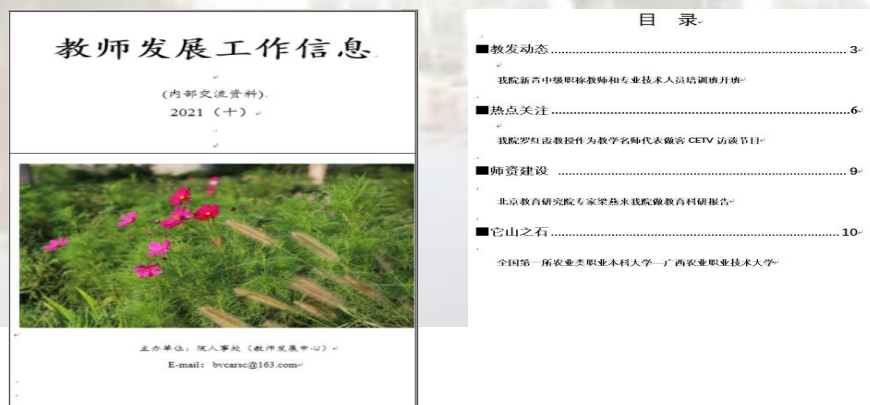 教师发展工作信息
(内部交流资料)
2021（十）
主办单位：院人事处（教师发展中心）
E-mail： bvcarsc@163.com
目 录
■教发动态 3
我院新晋中级职称教师和专业技术人员培训班开班
■热点关注 6
我院罗红霞教授作为教学名师代表做客 CETV 访谈节目
■师资建设 9
北京教育研究院专家梁燕来我院做教育科研报告
■它山之石 10
全国第一所农业类职业本科大学—广西农业职业技术大学